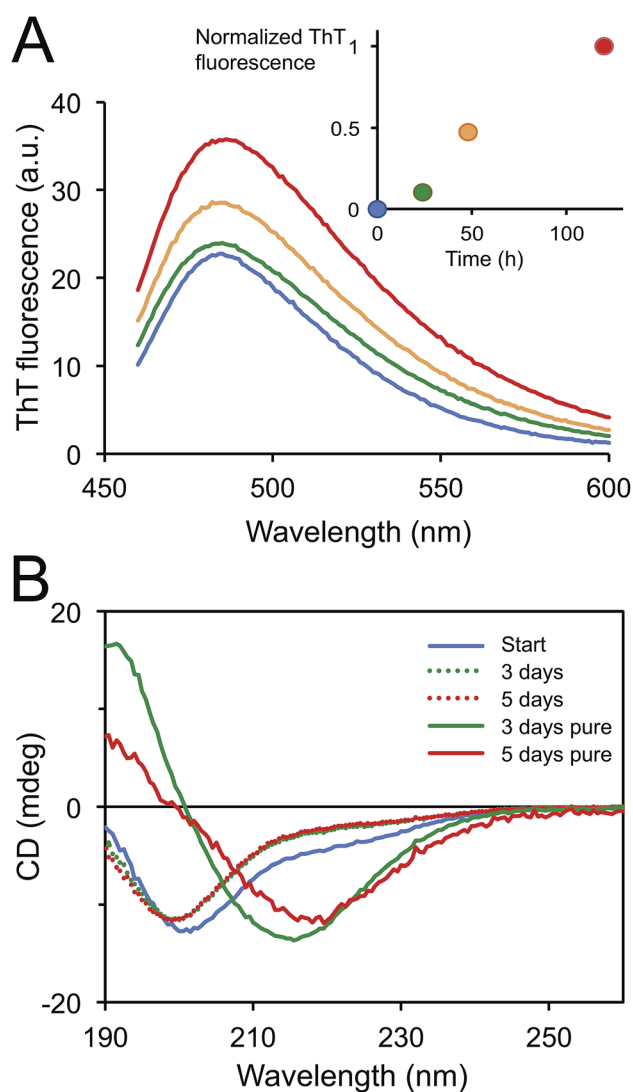 A
Normalized ThT
fluorescence
1
0.5
0
0
50
100
Time (h)
40
30
20
10
0
ThT fluorescence (a.u.)
450
500
550
600
Wavelength (nm)
B
20
0
-20
CD (mdeg)
Start
3 days
5 days
3 days pure
5 days pure
190
210
230
250
Wavelength (nm)